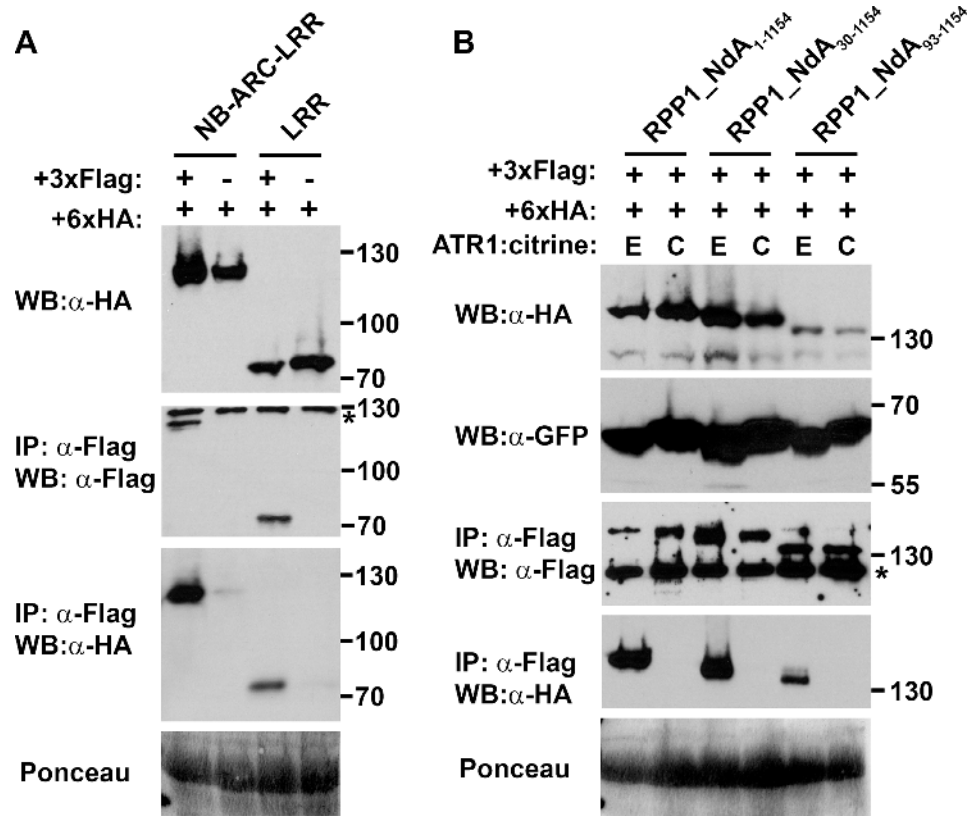 A
NB-ARC-LRR
LRR
+3xFlag: + - + -
+6xHA: + + + +
WB:α-HA
130
100
70
IP: α-Flag
WB: α-Flag
130
*
100
70
IP: α-Flag
WB:α-HA
130
100
70
Ponceau
B
RPP1_NdA1-1154
RPP1_NdA30-1154
RPP1_NdA93-1154
+3xFlag: + + + + + +
+6xHA: + + + + + +
ATR1:citrine: E C E C E C
WB:α-HA
130
WB:α-GFP
70
55
IP: α-Flag
WB: α-Flag
130
*
IP: α-Flag
WB:α-HA
130
Ponceau